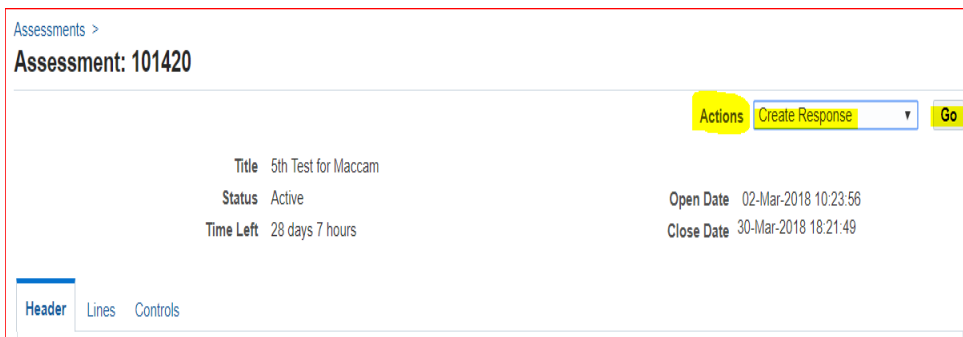 Assessments >
Assessment: 101420
Actions Create Response Go
Title 5th Test for Maccam
Status Active
Open Date 02-Mar-2018 10:23:56
Time Left 28 days 7 hours
Close Date 30-Mar-2018 18:21:49
Header Lines Controls